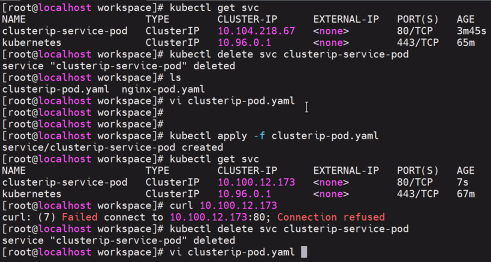 [root@localhost workspace]# kubectl get svc
NAME TYPE CLUSTER-IP EXTERNAL-IP PORT(S) AGE
clusterip-service-pod ClusterIP 10.104.218.67 <none> 80/TCP 3m45s
kubernetes ClusterIP 10.96.0.1 <none> 443/TCP 65m
[root@localhost workspace]# kubectl delete svc clusterip-service-pod
service "clusterip-service-pod" deleted
[root@localhost workspace]# ls
clusterip-pod.yaml nginx-pod.yaml
[root@localhost workspace]# vi clusterip-pod.yaml
[root@localhost workspace]#
[root@localhost workspace]#
[root@localhost workspace]# kubectl apply -f clusterip-pod.yaml
service/clusterip-service-pod created
[root@localhost workspace]# kubectl get svc
NAME TYPE CLUSTER-IP EXTERNAL-IP PORT(S) AGE
clusterip-service-pod ClusterIP 10.100.12.173 <none> 80/TCP 7s
kubernetes ClusterIP 10.96.0.1 <none> 443/TCP 67m
[root@localhost workspace]# curl 10.100.12.173
curl: (7) Failed connect to 10.100.12.173:80; Connection refused
[root@localhost workspace]# kubectl delete svc clusterip-service-pod
service "clusterip-service-pod" deleted
[root@localhost workspace]# vi clusterip-pod.yaml